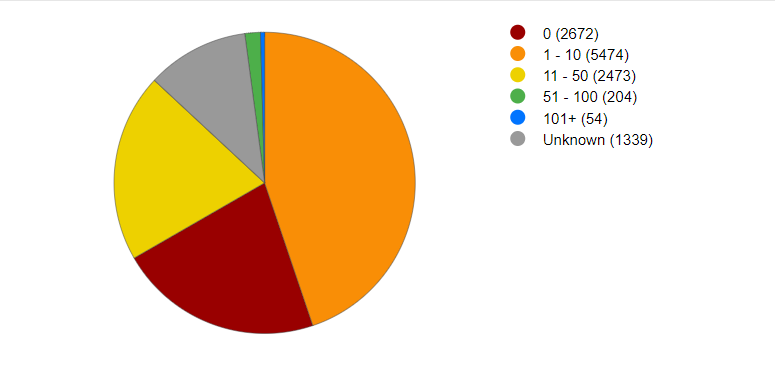 0 (2672)
1 - 10 (5474)
11 - 50 (2473)
51 - 100 (204)
101+ (54)
Unknown (1339)